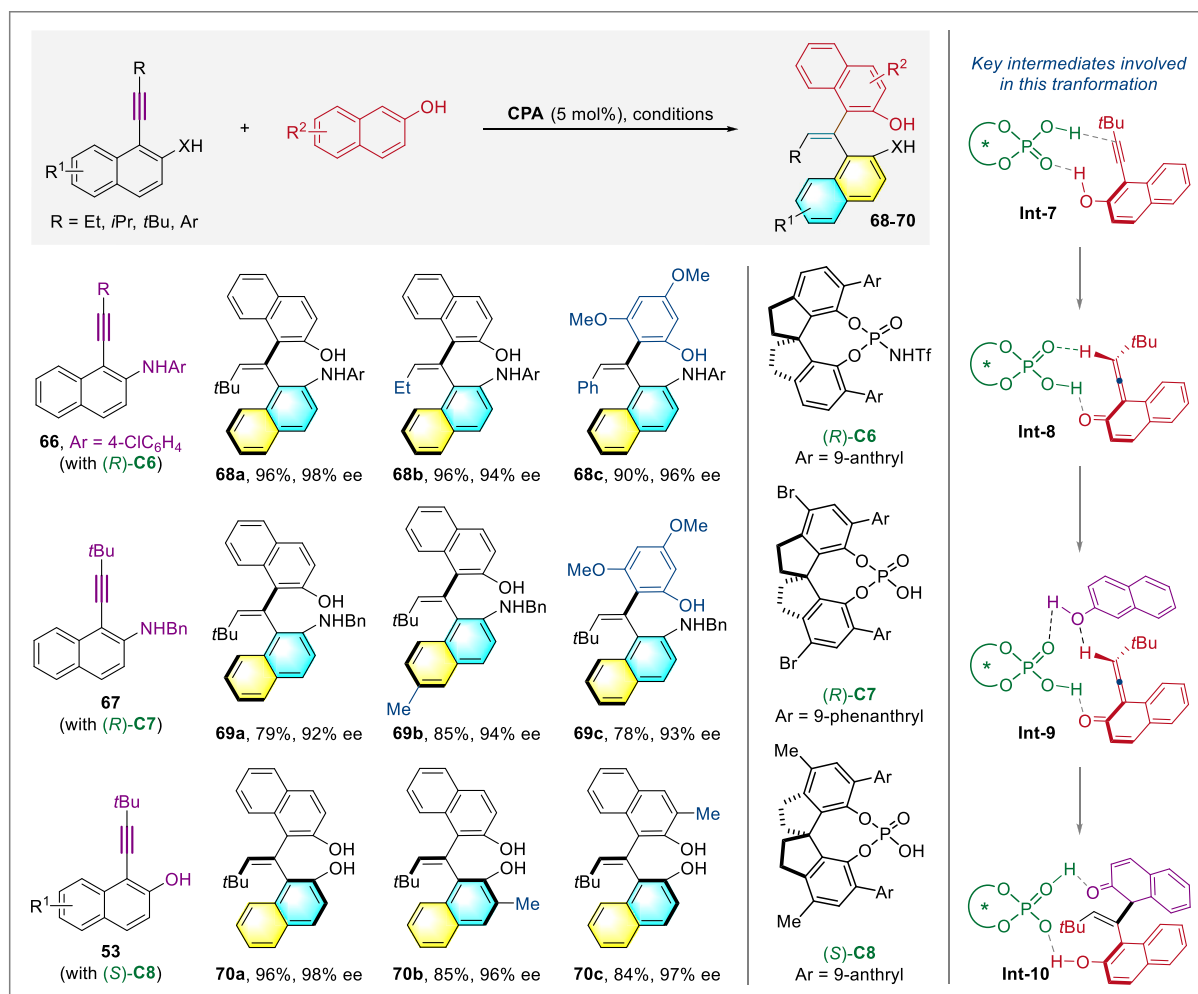 R
XH
R¹
R = Et, iPr, tBu, Ar
+
R²
OH
CPA (5 mol%), conditions
R²
OH
R
XH
R¹
68-70
R
NHAr
66, Ar = 4-ClC₆H₄
(with (R)-C6)
OH
NHAr
tBu
68a, 96%, 98% ee
OH
NHAr
Et
68b, 96%, 94% ee
OMe
MeO
OH
NHAr
Ph
68c, 90%, 96% ee
tBu
NHBn
67
(with (R)-C7)
OH
NHBn
tBu
69a, 79%, 92% ee
OH
NHBn
tBu
Me
69b, 85%, 94% ee
OMe
MeO
OH
NHBn
tBu
69c, 78%, 93% ee
tBu
OH
R¹
53
(with (S)-C8)
OH
OH
tBu
70a, 96%, 98% ee
OH
OH
tBu
Me
70b, 85%, 96% ee
Me
OH
OH
tBu
70c, 84%, 97% ee
Ar
O
O
P
O
NHTf
Ar
(R)-C6
Ar = 9-anthryl
Br
Ar
O
O
P
O
OH
Ar
Br
(R)-C7
Ar = 9-phenanthryl
Me
Ar
O
O
P
O
OH
Ar
Me
(S)-C8
Ar = 9-anthryl
Key intermediates involved
in this tranformation
*
O
O
P
O
H
O
H
tBu
O
Int-7
*
O
O
P
O
H
O
H
tBu
O
Int-8
H
O
*
O
O
P
O
O
H
H
tBu
O
Int-9
*
O
O
P
O
H
O
O
tBu
H
O
Int-10